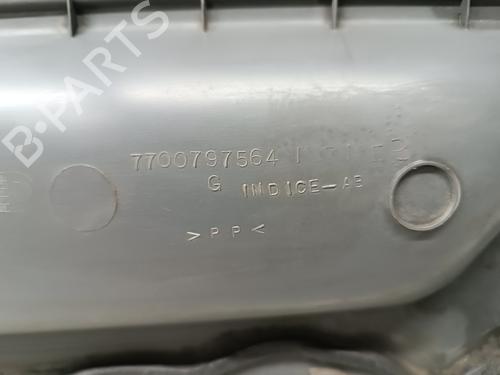 B-PARTS
7700797564
G INDICE-AB
>PP<